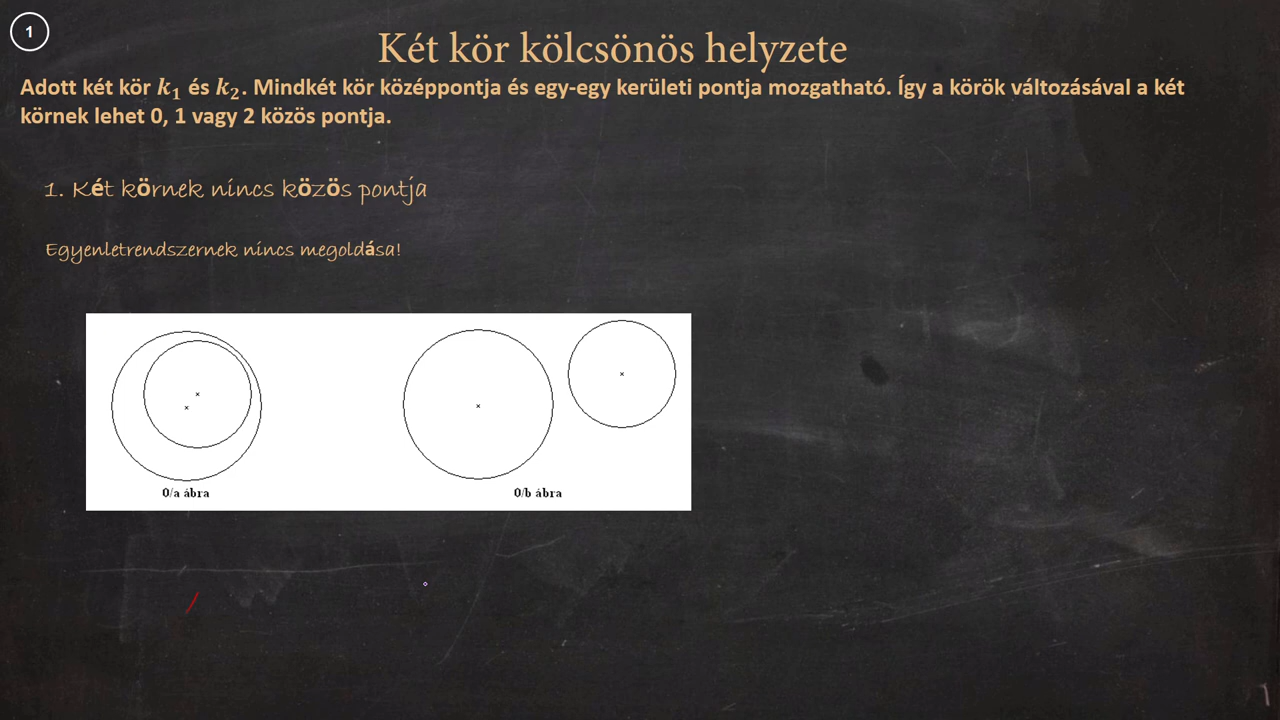 1
Két kör kölcsönös helyzete
Adott két kör k₁ és k₂. Mindkét kör középpontja és egy-egy kerületi pontja mozgatható. Így a körök változásával a két
körnek lehet 0, 1 vagy 2 közös pontja.
1. Két körnek nincs közös pontja
Egyenletrendszernek nincs megoldása!
0/a ábra
0/b ábra